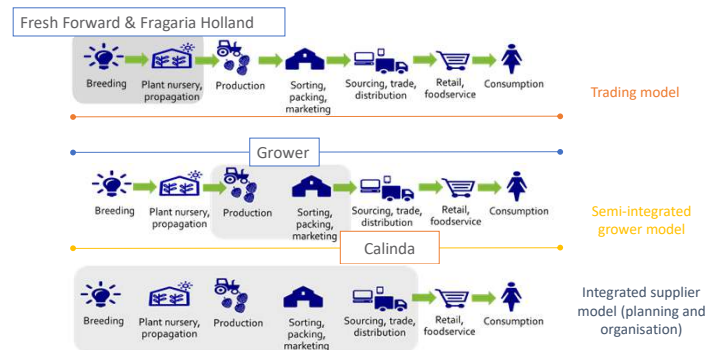 Fresh Forward & Fragaria Holland
Breeding
Plant nursery,
propagation
Production
Sorting,
packing,
marketing
Sourcing, trade,
distribution
Retail,
foodservice
Consumption
Trading model
Grower
Breeding
Plant nursery,
propagation
Production
Sorting,
packing,
marketing
Sourcing, trade,
distribution
Retail,
foodservice
Consumption
Semi-integrated
grower model
Calinda
Breeding
Plant nursery,
propagation
Production
Sorting,
packing,
marketing
Sourcing, trade,
distribution
Retail,
foodservice
Consumption
Integrated supplier
model (planning and
organisation)